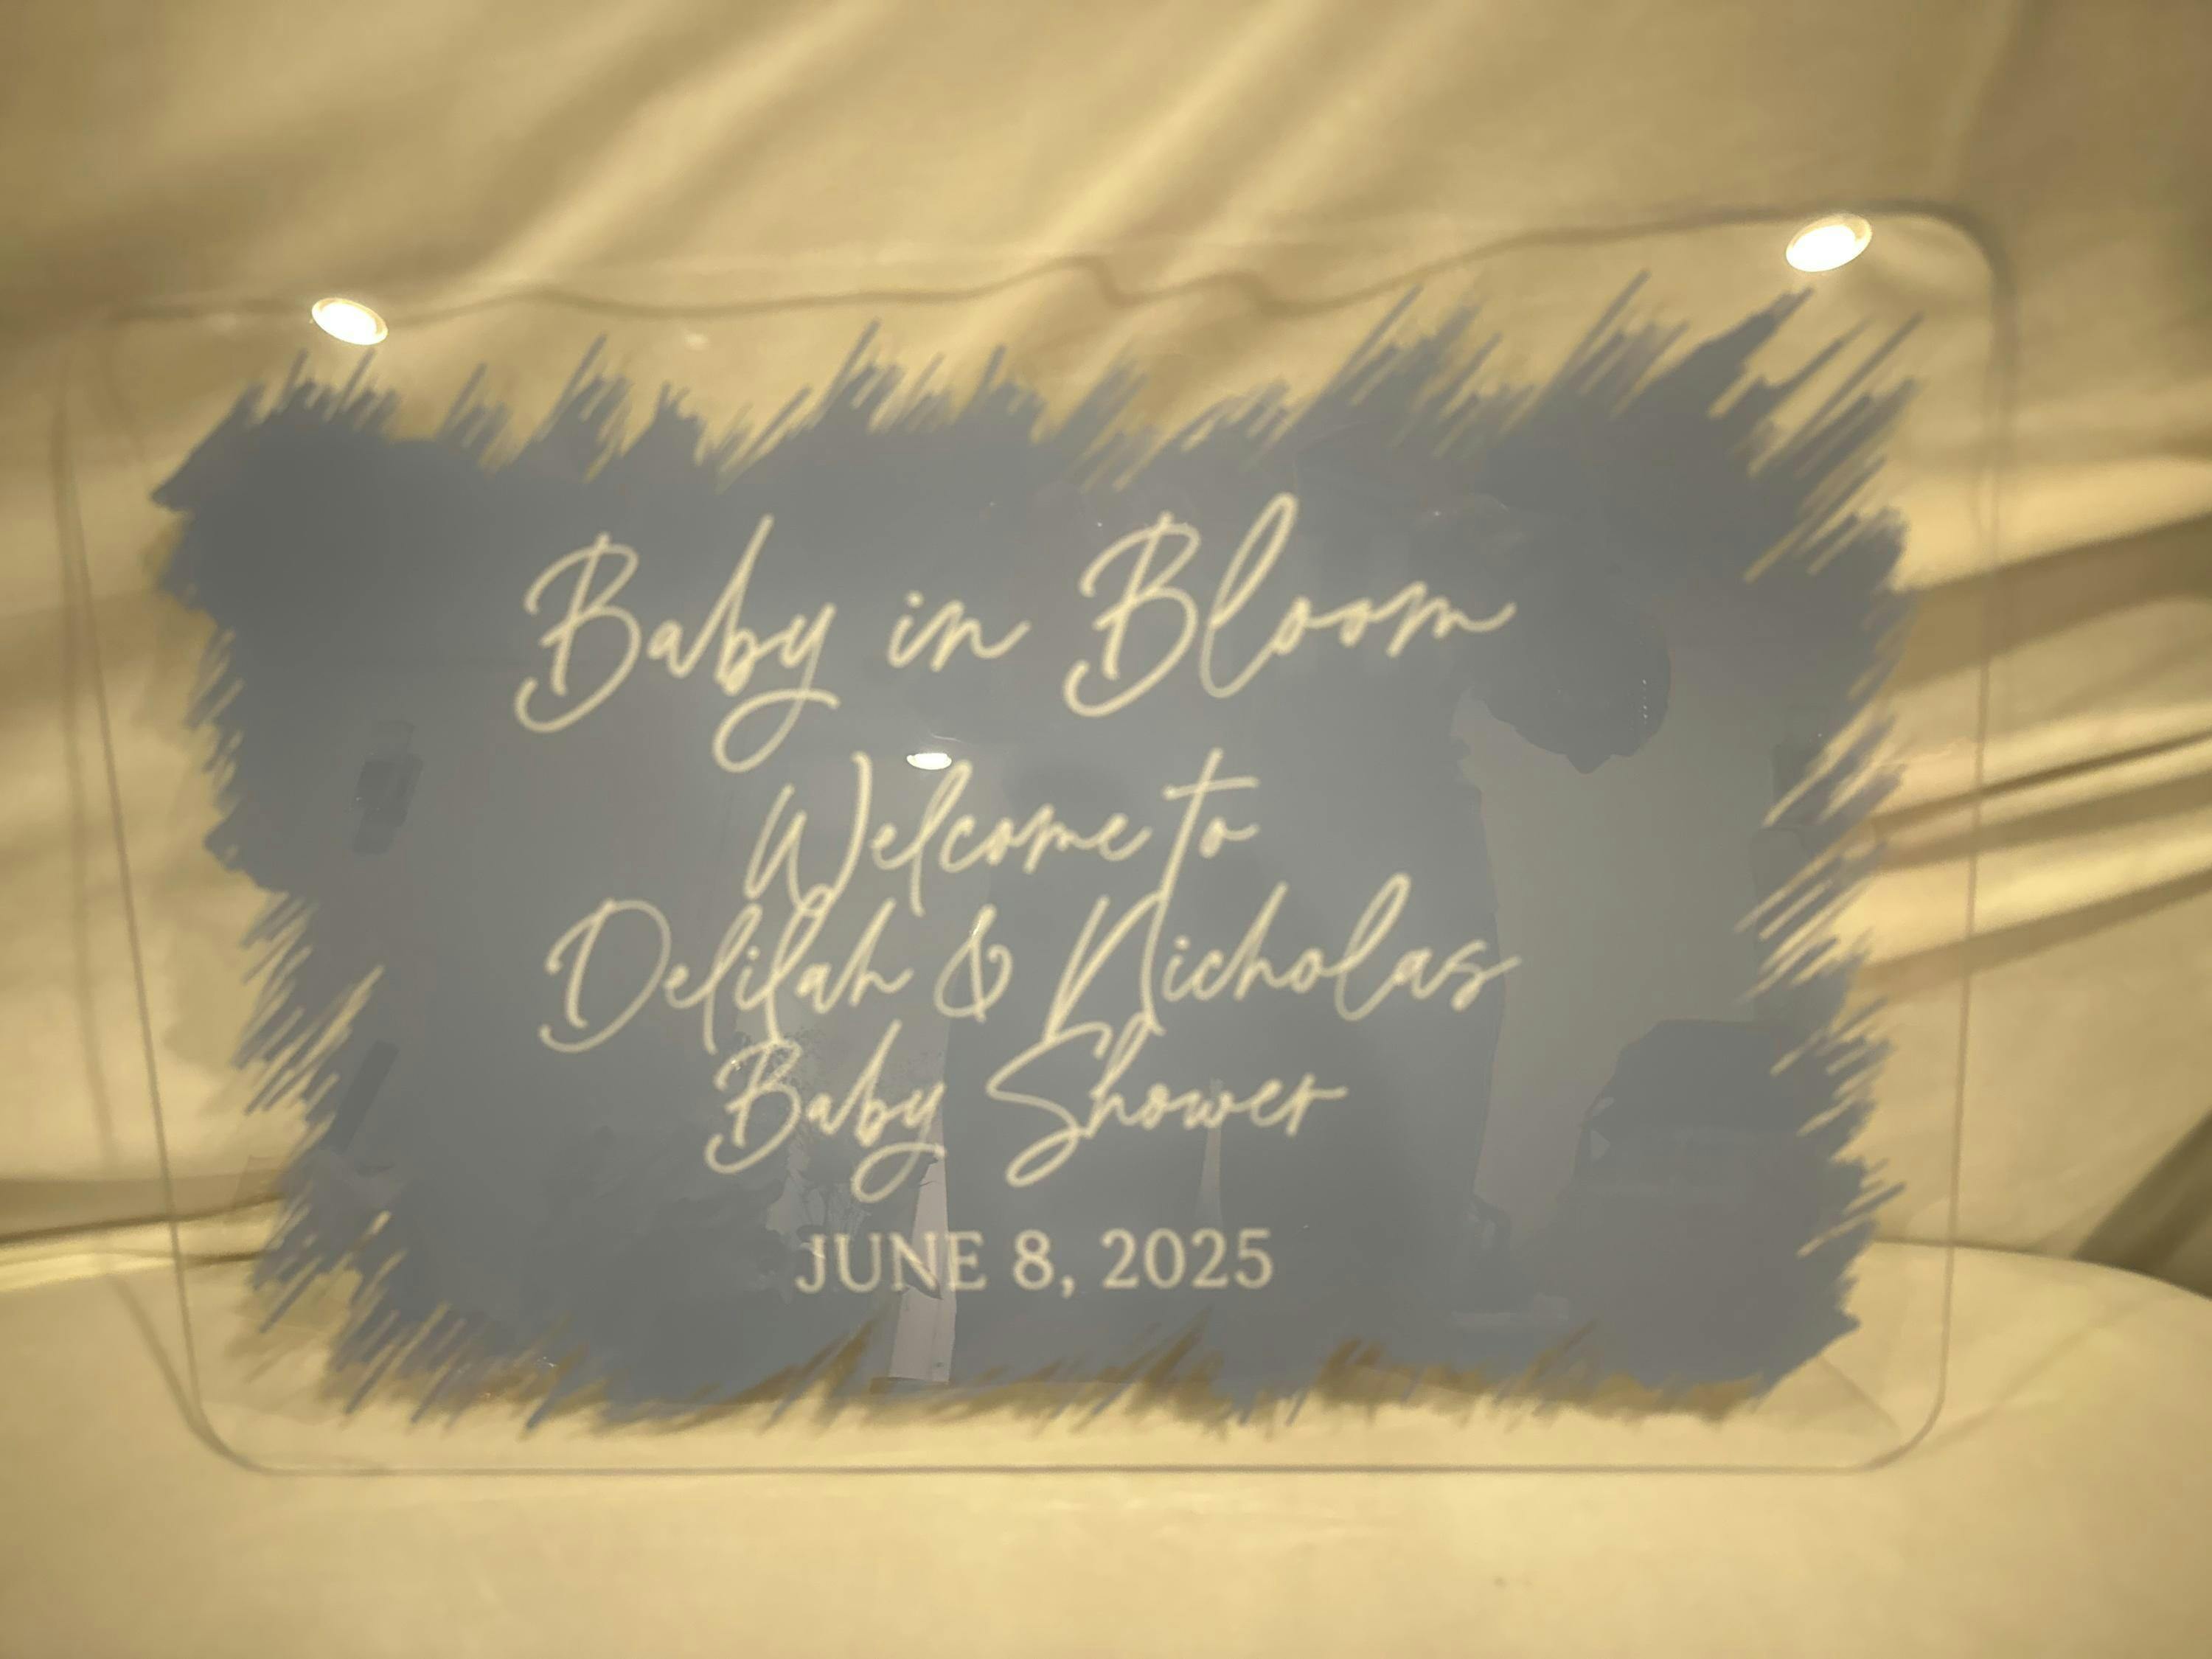 Baby in Bloom
Welcome to
Delilah & Nicholas
Baby Shower
JUNE 8, 2025